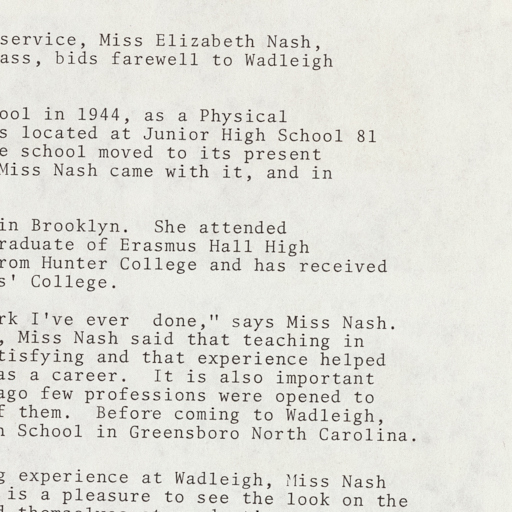 service, Miss Elizabeth Nash,
ass, bids farewell to Wadleigh
ool in 1944, as a Physical
s located at Junior High School 81
e school moved to its present
Miss Nash came with it, and in
in Brooklyn. She attended
raduate of Erasmus Hall High
rom Hunter College and has received
s' College.
rk I've ever done," says Miss Nash.
, Miss Nash said that teaching in
tisfying and that experience helped
as a career. It is also important
ago few professions were opened to
f them. Before coming to Wadleigh,
h School in Greensboro North Carolina.
g experience at Wadleigh, Miss Nash
is a pleasure to see the look on the